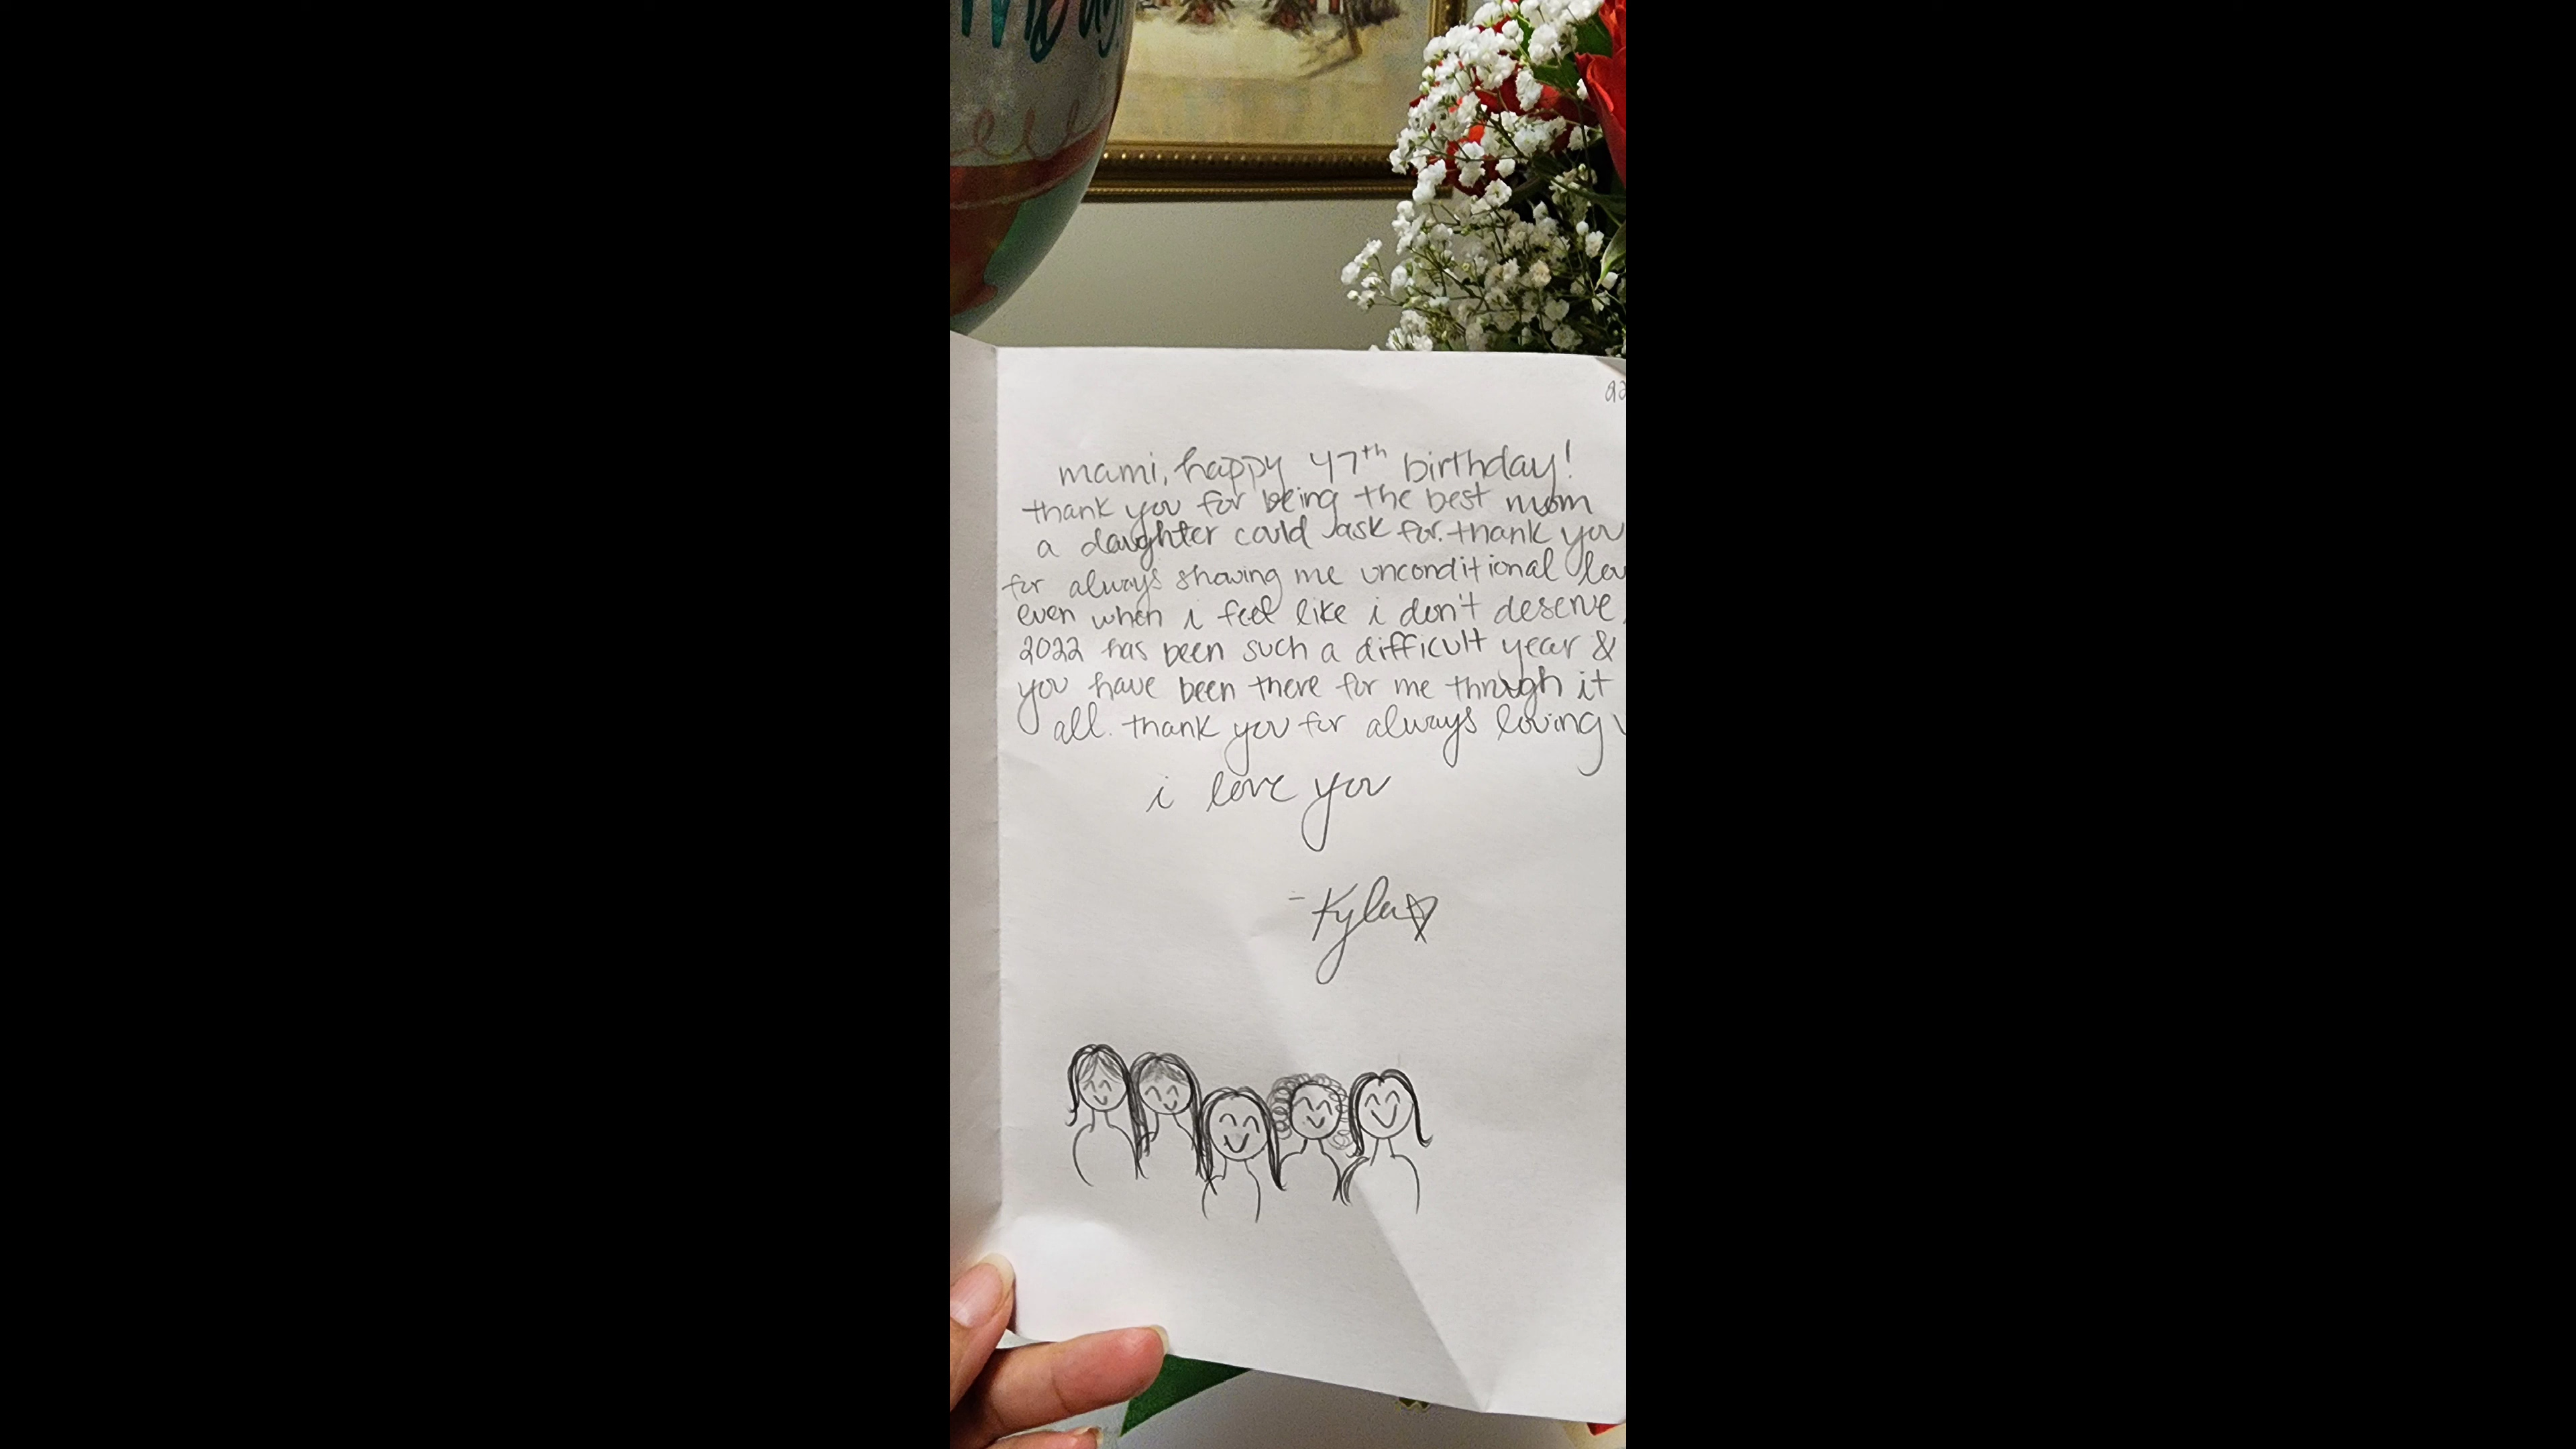 mami, happy 47th birthday!
thank you for being the best mom
a daughter could ask for. thank you
for always showing me unconditional
even when i feel like i don't deserve
2022 has been such a difficult year &
you have been there for me through it
all. thank you for always loving
i love you
-Kyla